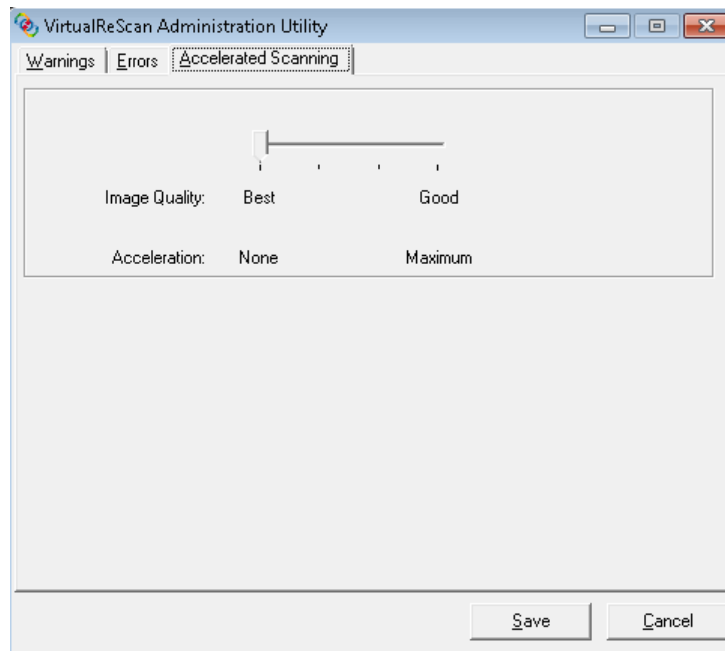 VirtualReScan Administration Utility
Warnings Errors Accelerated Scanning
Image Quality: Best Good
Acceleration: None Maximum
Save Cancel